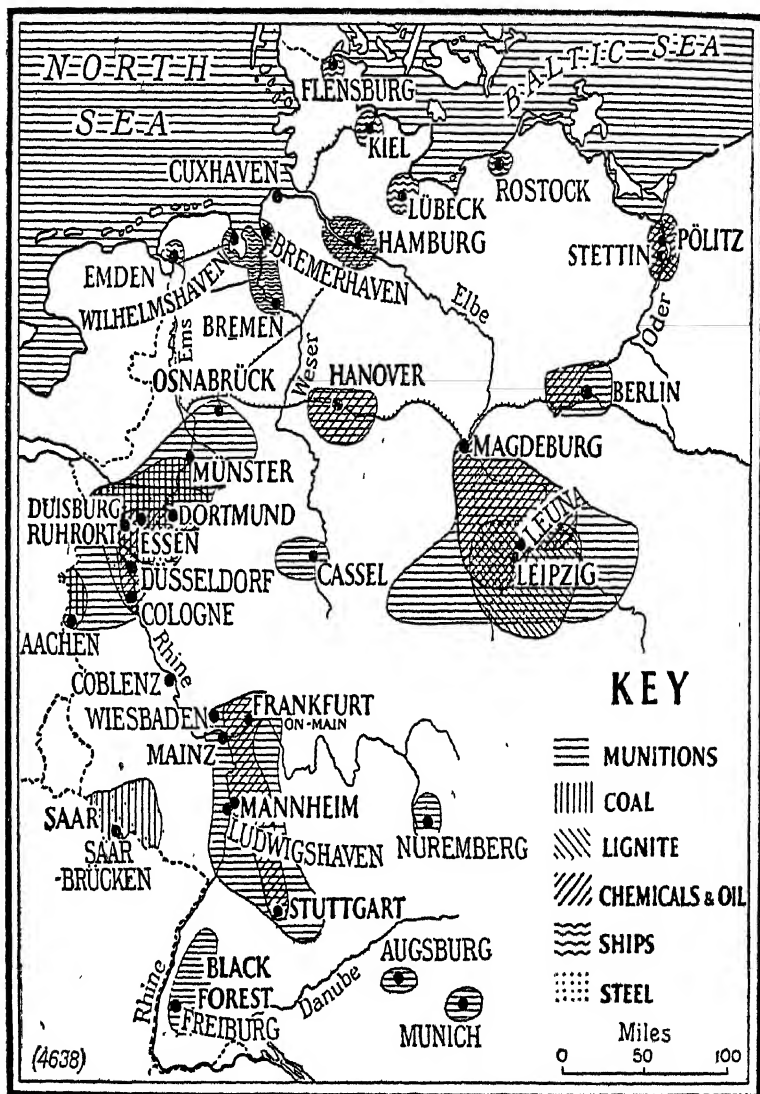 NORTH
SEA
BALTIC SEA
FLENSBURG
KIEL
CUXHAVEN
ROSTOCK
LÜBECK
HAMBURG
PÖLITZ
STETTIN
EMDEN
WILHELMSHAVEN
BREMERHAVEN
BREMEN
Elbe
Oder
Ems
Weser
OSNABRÜCK
HANOVER
BERLIN
MAGDEBURG
MÜNSTER
DUISBURG
RUHRORT
DORTMUND
ESSEN
LEUNA
LEIPZIG
CASSEL
DÜSSELDORF
COLOGNE
AACHEN
Rhine
COBLENZ
WIESBADEN
FRANKFURT
ON-MAIN
MAINZ
MANNHEIM
LUDWIGSHAVEN
NUREMBERG
SAAR
SAAR
-BRÜCKEN
STUTTGART
BLACK
FOREST
FREIBURG
Rhine
Danube
AUGSBURG
MUNICH
KEY
MUNITIONS
COAL
LIGNITE
CHEMICALS & OIL
SHIPS
STEEL
Miles
0 50 100
(4638)